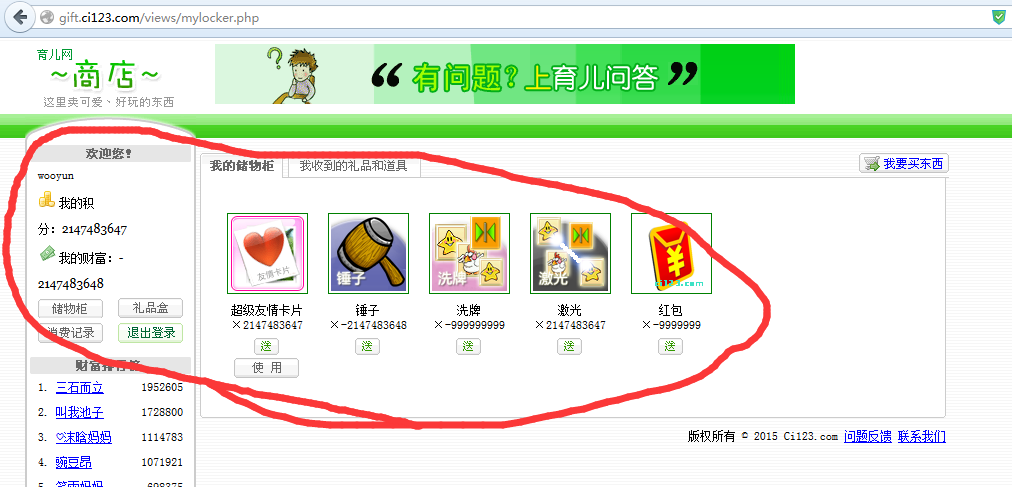 gift.ci123.com/views/mylocker.php
育儿网
~商店~
这里卖可爱、好玩的东西
?
“有问题?上育儿问答”
欢迎您!
wooyun
我的积
分: 2147483647
我的财富: -
2147483648
储物柜 礼品盒
消费记录 退出登录
我的储物柜 我收到的礼品和道具
我要买东西
友情卡片 锤子 洗牌 激光 ci123.com
超级友情卡片 锤子 洗牌 激光 红包
×2147483647 ×-2147483648 ×-999999999 ×2147483647 ×-9999999
送 送 送 送 送
使 用
财富排行榜
1. 三石而立 1952605
2. 叫我池子 1728800
3. ♡沫晗妈妈 1114783
4. 豌豆昂 1071921
5.
版权所有 © 2015 Ci123.com 问题反馈 联系我们